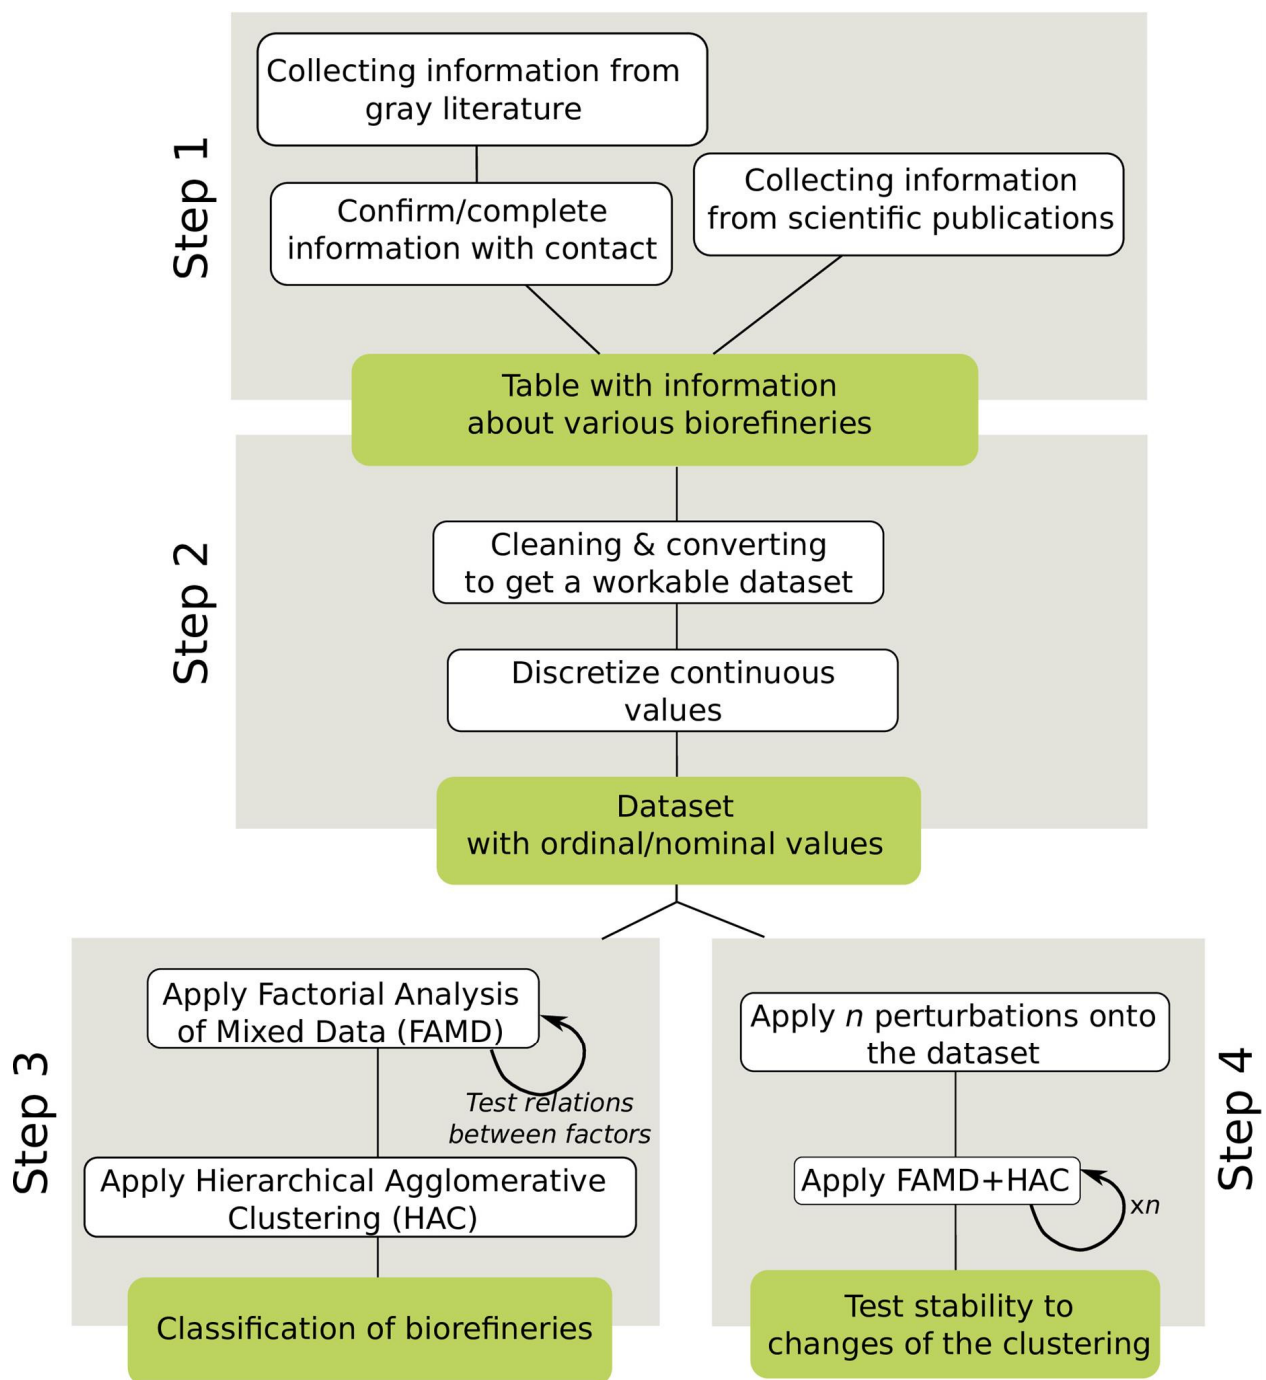 Step 1
Collecting information from
gray literature
Confirm/complete
information with contact
Collecting information
from scientific publications
Table with information
about various biorefineries
Step 2
Cleaning & converting
to get a workable dataset
Discretize continuous
values
Dataset
with ordinal/nominal values
Step 3
Apply Factorial Analysis
of Mixed Data (FAMD)
Test relations
between factors
Apply Hierarchical Agglomerative
Clustering (HAC)
Classification of biorefineries
Step 4
Apply n perturbations onto
the dataset
Apply FAMD+HAC
xn
Test stability to
changes of the clustering